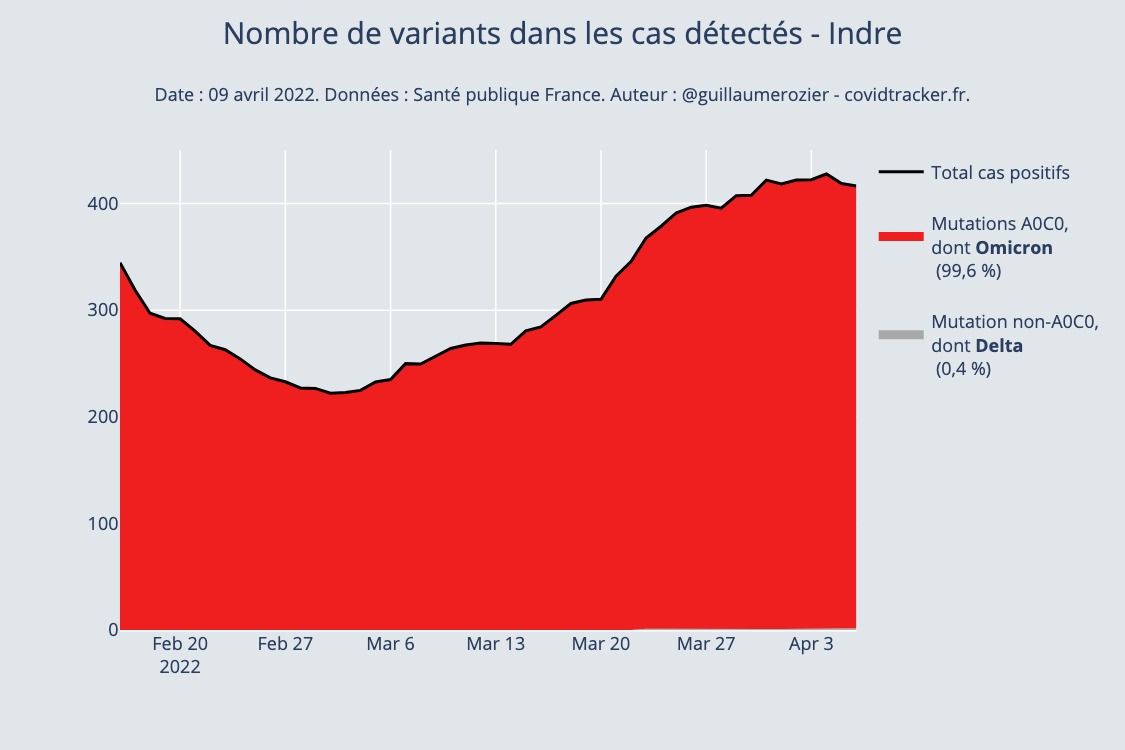 Nombre de variants dans les cas détectés - Indre
Date : 09 avril 2022. Données : Santé publique France. Auteur : @guillaumerozier - covidtracker.fr.
Total cas positifs
Mutations A0C0,
dont Omicron
(99,6 %)
Mutation non-A0C0,
dont Delta
(0,4 %)
400
300
200
100
0
Feb 20
2022
Feb 27
Mar 6
Mar 13
Mar 20
Mar 27
Apr 3